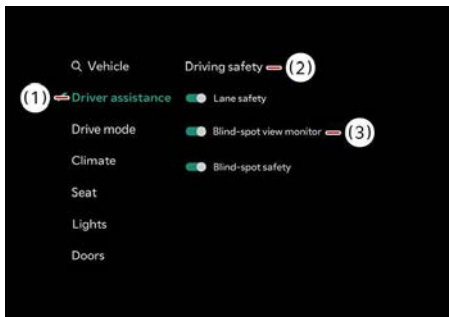 Vehicle
Driving safety (2)
(1) Driver assistance
Lane safety
Drive mode
Blind-spot view monitor (3)
Climate
Blind-spot safety
Seat
Lights
Doors